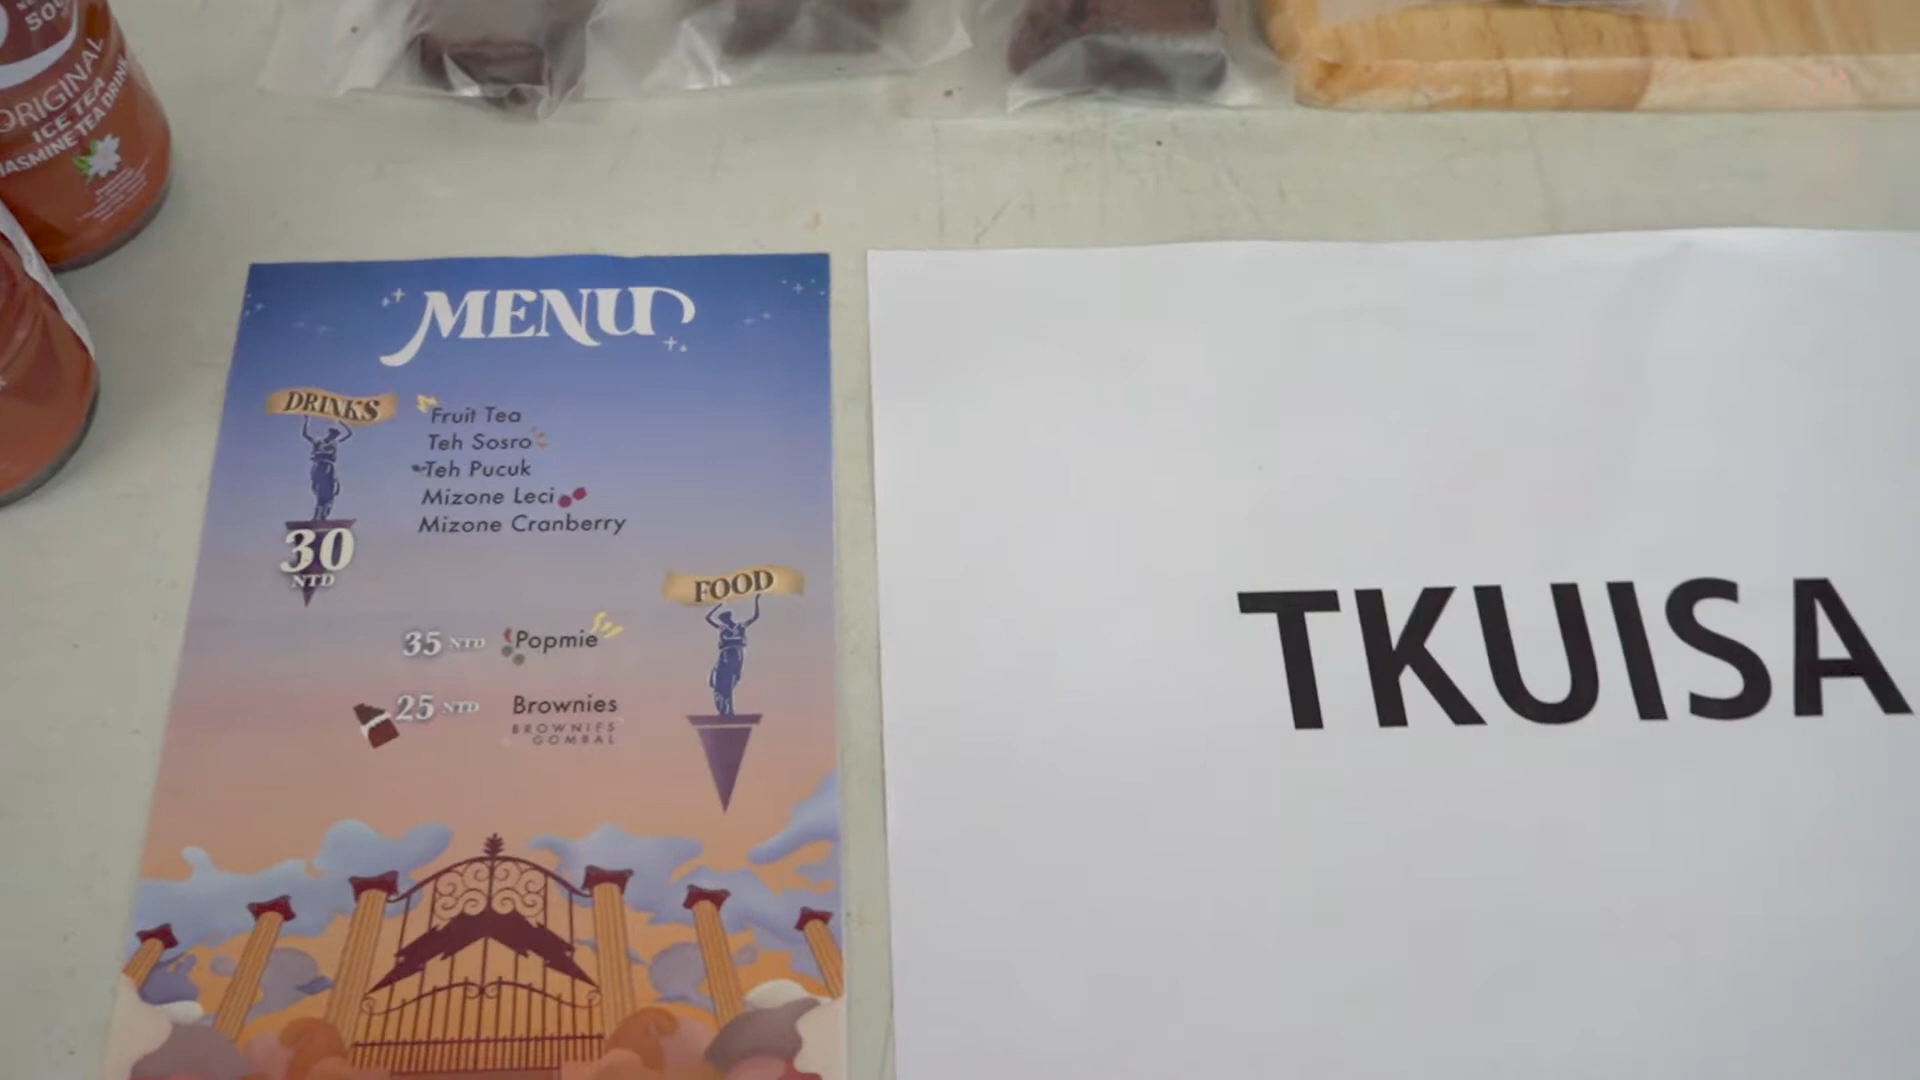 ORIGINAL
ICE TEA
JASMINE TEA DRINK
MENU
DRINKS
Fruit Tea
Teh Sosro
Teh Pucuk
Mizone Leci
Mizone Cranberry
30
NTD
FOOD
35 NTD Popmie
25 NTD Brownies
BROWNIES
GOMBAL
TKUISA